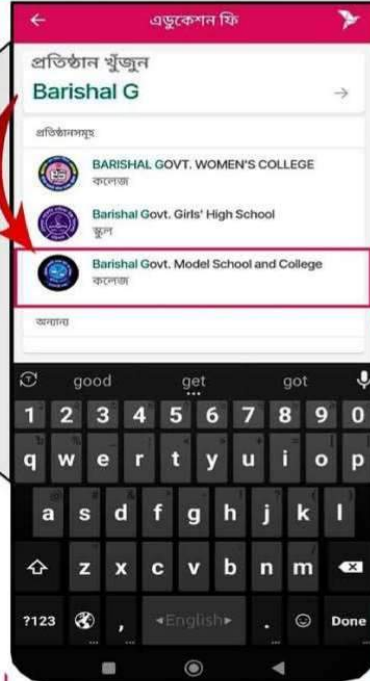 এডুকেশন ফি
প্রতিষ্ঠান খুঁজুন
Barishal G
প্রতিষ্ঠানসমূহ
BARISHAL GOVT. WOMEN'S COLLEGE
কলেজ
Barishal Govt. Girls' High School
স্কুল
Barishal Govt. Model School and College
কলেজ
অন্যান্য
good get got
1 2 3 4 5 6 7 8 9 0
q w e r t y u i o p
a s d f g h j k l
z x c v b n m
?123 , English . Done